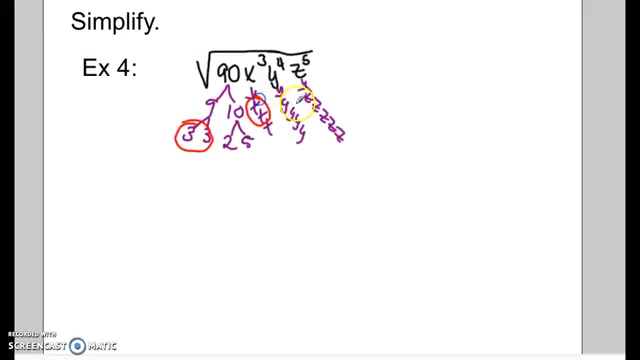 Simplify.
Ex 4: √90x³y⁴z⁵
9 10 x x x y y y y z z z z z
3 3 2 5
RECORDED WITH
SCREENCAST MATIC